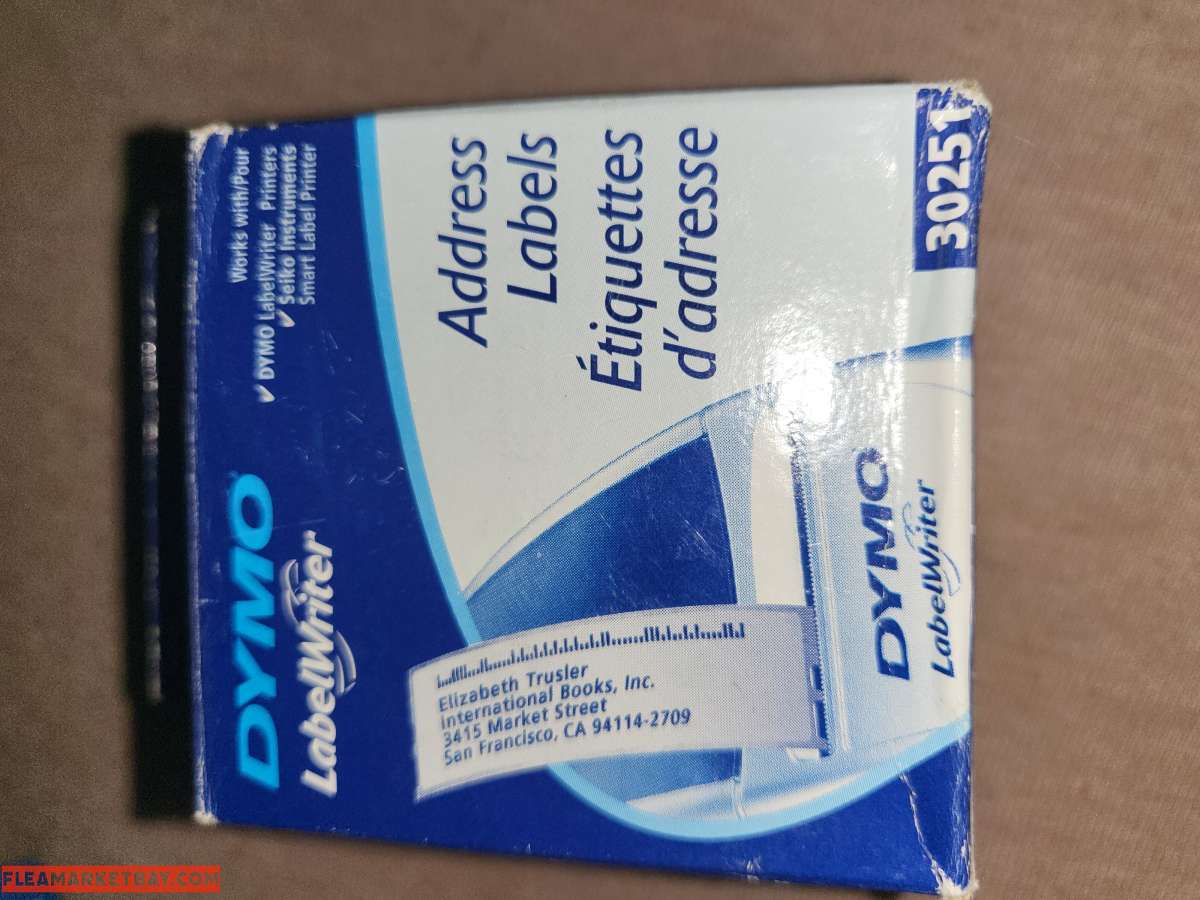 DYMO
LabelWriter
Works with/Pour
✓ DYMO LabelWriter Printers
✓ Seiko Instruments
Smart Label Printer
Address
Labels
Étiquettes
d'adresse
Elizabeth Trusler
International Books, Inc.
3415 Market Street
San Francisco, CA 94114-2709
DYMO
LabelWriter
30251
FLEAMARKETBAY.COM